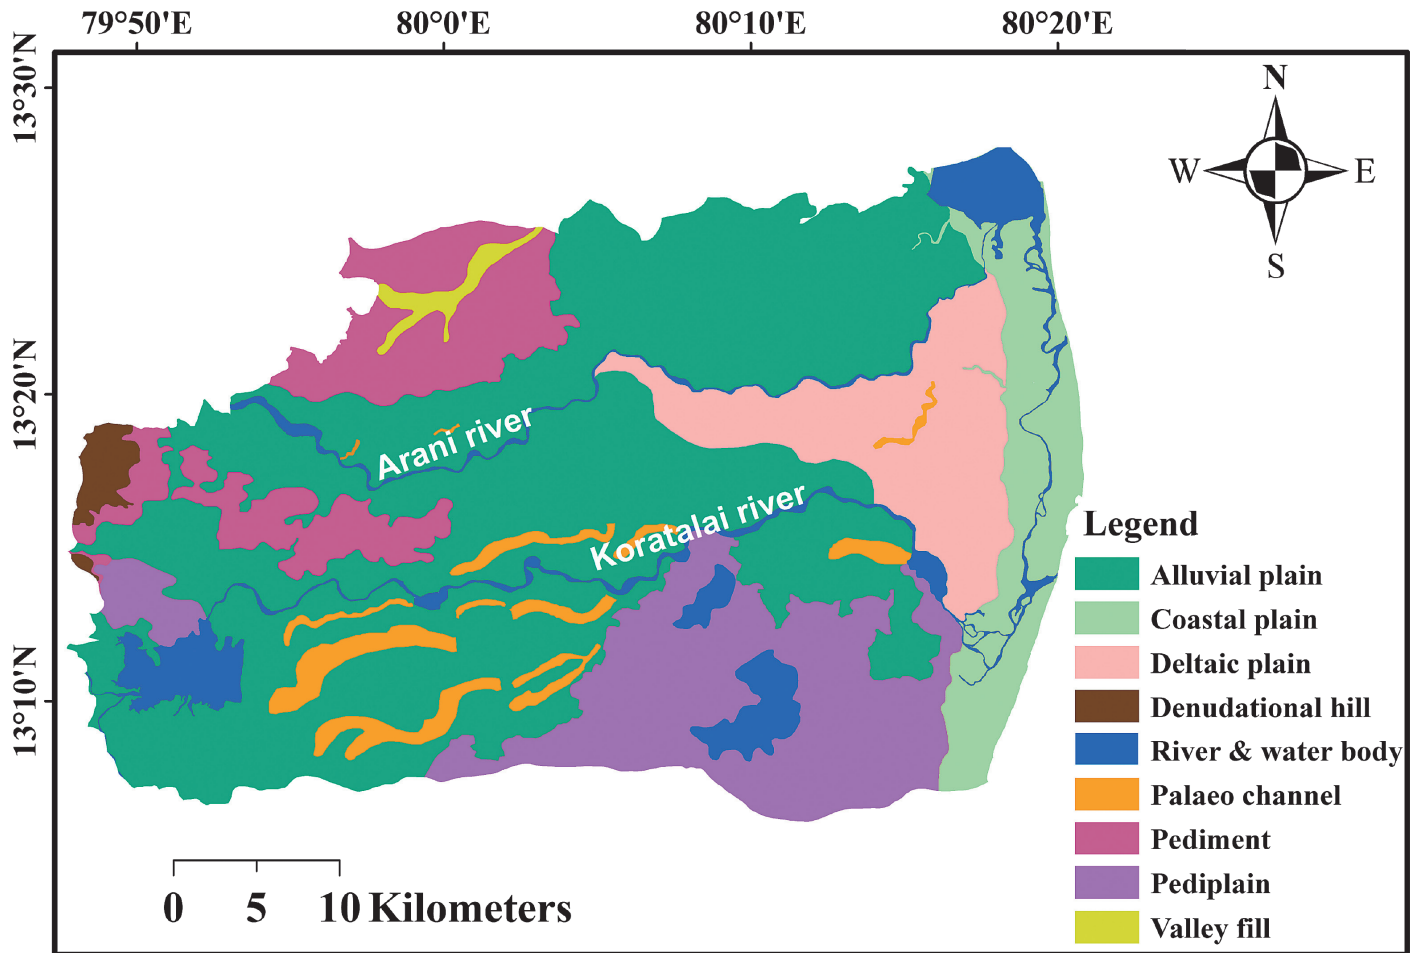 79°50'E 80°0'E 80°10'E 80°20'E
13°30'N
13°20'N
13°10'N
N
W E
S
Arani river
Koratalai river
Legend
Alluvial plain
Coastal plain
Deltaic plain
Denudational hill
River & water body
Palaeo channel
Pediment
Pediplain
Valley fill
0 5 10 Kilometers